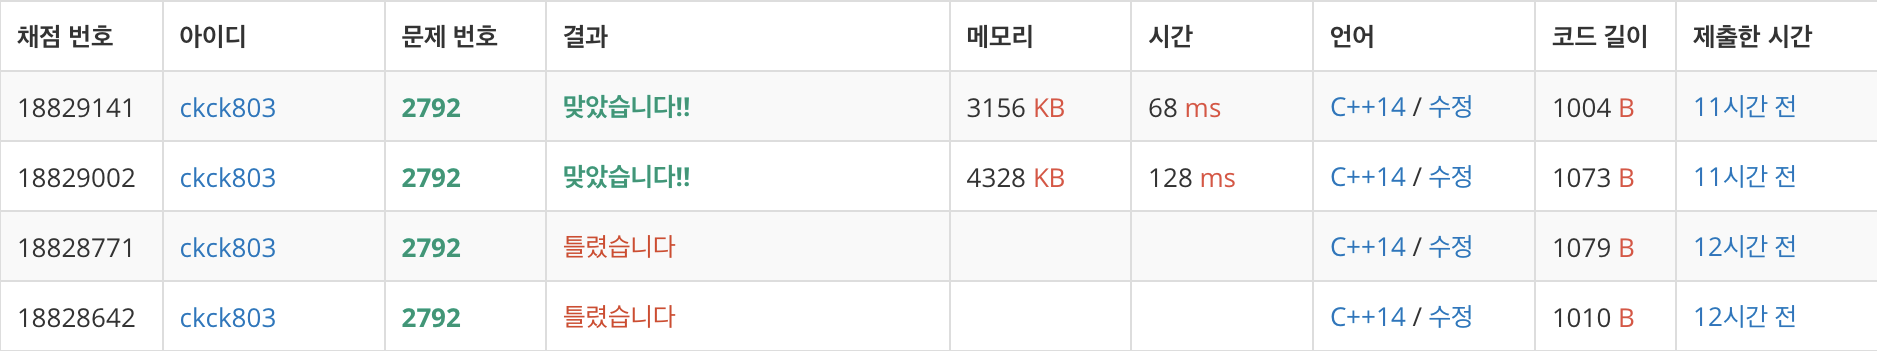 채점 번호 아이디 문제 번호 결과 메모리 시간 언어 코드 길이 제출한 시간
18829141 ckck803 2792 맞았습니다!! 3156 KB 68 ms C++14 / 수정 1004 B 11시간 전
18829002 ckck803 2792 맞았습니다!! 4328 KB 128 ms C++14 / 수정 1073 B 11시간 전
18828771 ckck803 2792 틀렸습니다 C++14 / 수정 1079 B 12시간 전
18828642 ckck803 2792 틀렸습니다 C++14 / 수정 1010 B 12시간 전